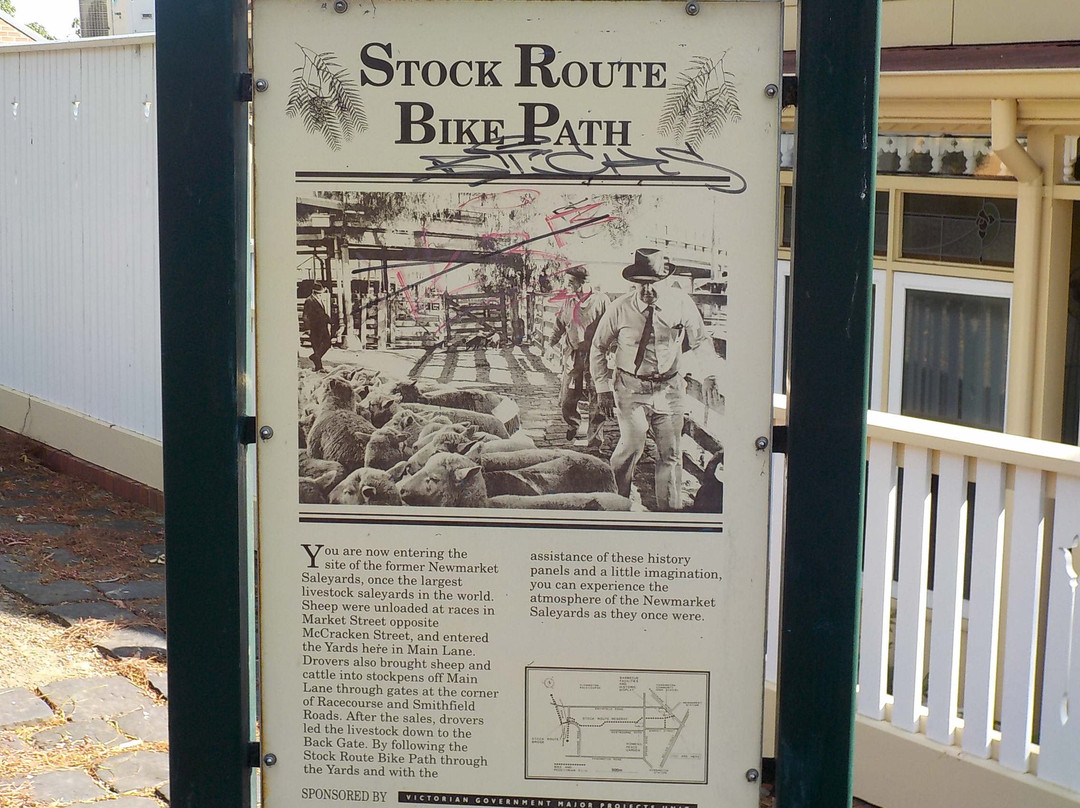 STOCK ROUTE
BIKE PATH
You are now entering the
site of the former Newmarket
Saleyards, once the largest
livestock saleyards in the world.
Sheep were unloaded at races in
Market Street opposite
McCracken Street, and entered
the Yards here in Main Lane.
Drovers also brought sheep and
cattle into stockpens off Main
Lane through gates at the corner
of Racecourse and Smithfield
Roads. After the sales, drovers
led the livestock down to the
Back Gate. By following the
Stock Route Bike Path through
the Yards and with the
assistance of these history
panels and a little imagination,
you can experience the
atmosphere of the Newmarket
Saleyards as they once were.
STOCK ROUTE
BRIDGE
SPONSORED BY VICTORIAN GOVERNMENT MAJOR PROJECTS UNIT